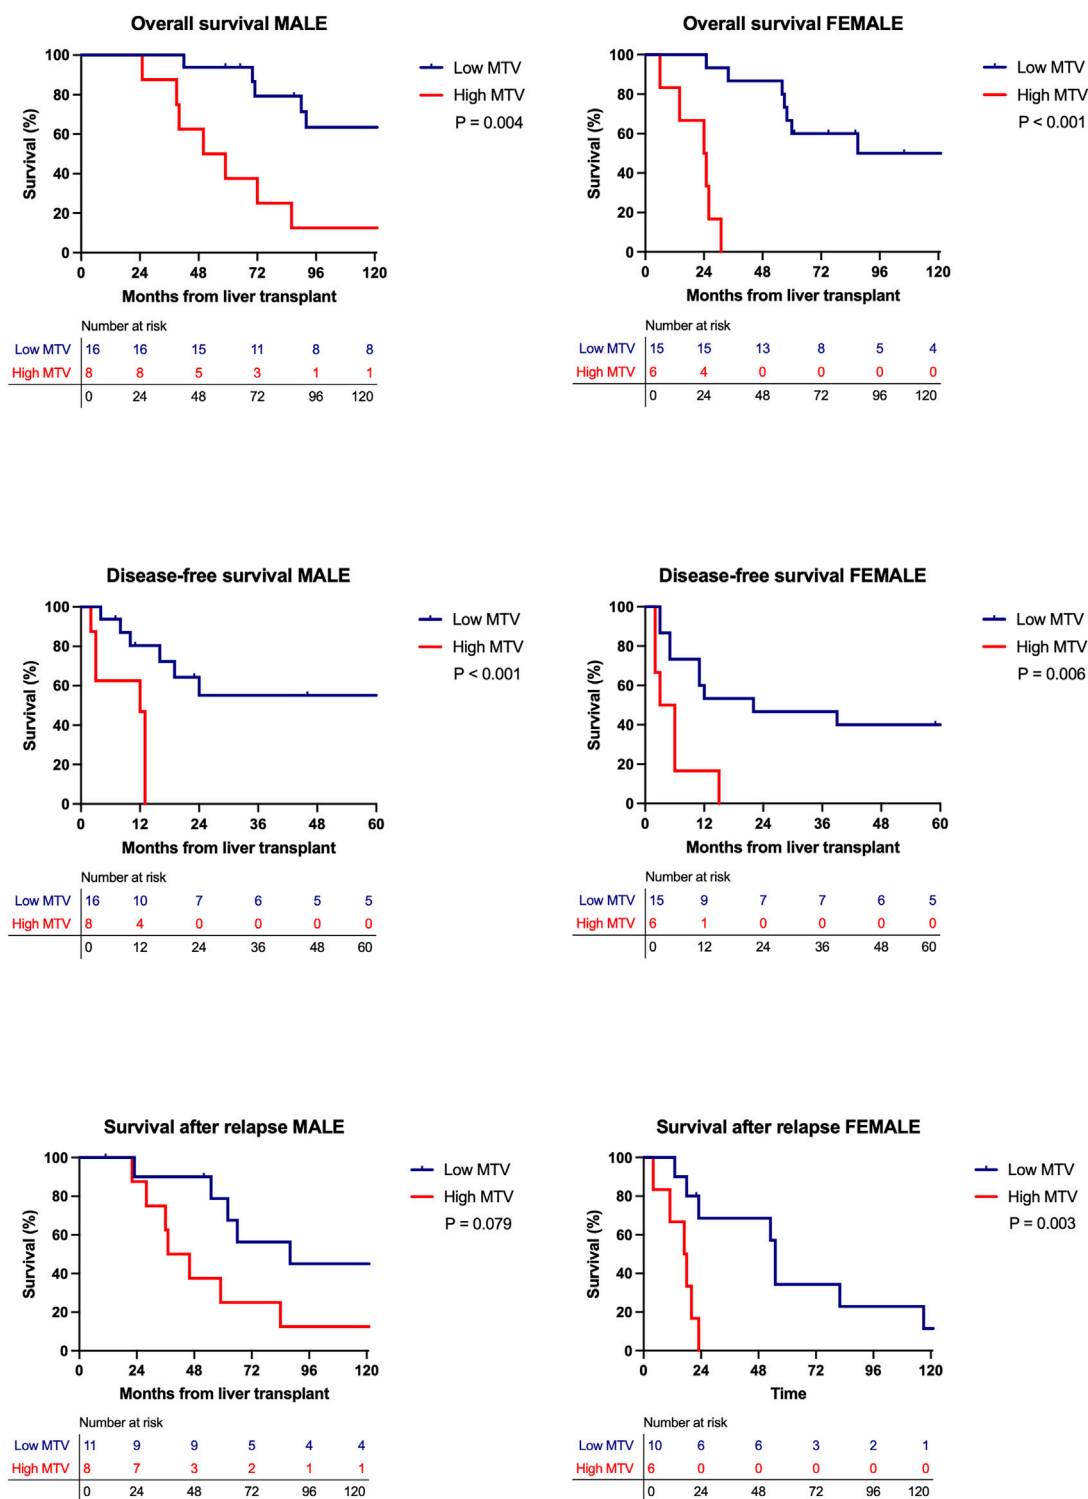 Overall survival MALE
100
80
60
40
20
0
Survival (%)
0 24 48 72 96 120
Months from liver transplant
Low MTV
High MTV
P = 0.004
Number at risk
Low MTV 16 16 15 11 8 8
High MTV 8 8 5 3 1 1
0 24 48 72 96 120
Overall survival FEMALE
100
80
60
40
20
0
Survival (%)
0 24 48 72 96 120
Months from liver transplant
Low MTV
High MTV
P < 0.001
Number at risk
Low MTV 15 15 13 8 5 4
High MTV 6 4 0 0 0 0
0 24 48 72 96 120
Disease-free survival MALE
100
80
60
40
20
0
Survival (%)
0 12 24 36 48 60
Months from liver transplant
Low MTV
High MTV
P < 0.001
Number at risk
Low MTV 16 10 7 6 5 5
High MTV 8 4 0 0 0 0
0 12 24 36 48 60
Disease-free survival FEMALE
100
80
60
40
20
0
Survival (%)
0 12 24 36 48 60
Months from liver transplant
Low MTV
High MTV
P = 0.006
Number at risk
Low MTV 15 9 7 7 6 5
High MTV 6 1 0 0 0 0
0 12 24 36 48 60
Survival after relapse MALE
100
80
60
40
20
0
Survival (%)
0 24 48 72 96 120
Months from liver transplant
Low MTV
High MTV
P = 0.079
Number at risk
Low MTV 11 9 9 5 4 4
High MTV 8 7 3 2 1 1
0 24 48 72 96 120
Survival after relapse FEMALE
100
80
60
40
20
0
Survival (%)
0 24 48 72 96 120
Time
Low MTV
High MTV
P = 0.003
Number at risk
Low MTV 10 6 6 3 2 1
High MTV 6 0 0 0 0 0
0 24 48 72 96 120